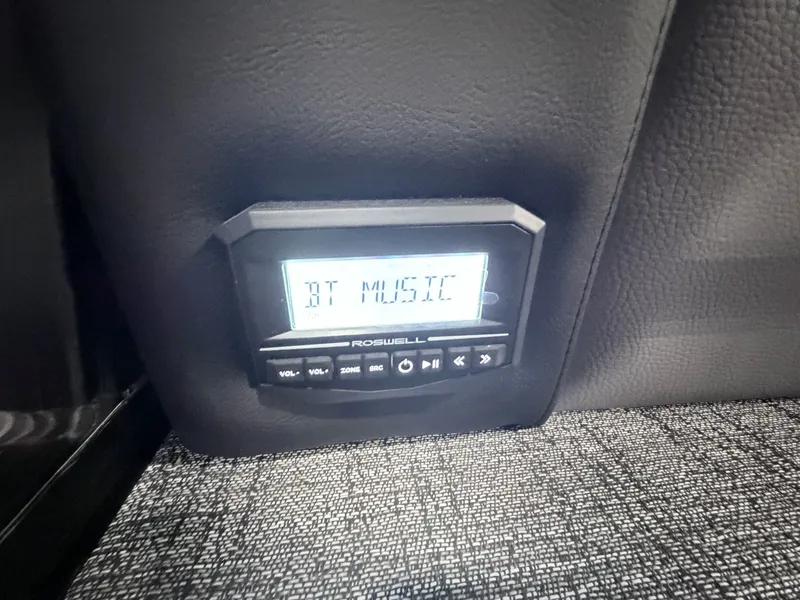 BT MUSIC
ROSWELL
VOL- VOL+ ZONE SRC